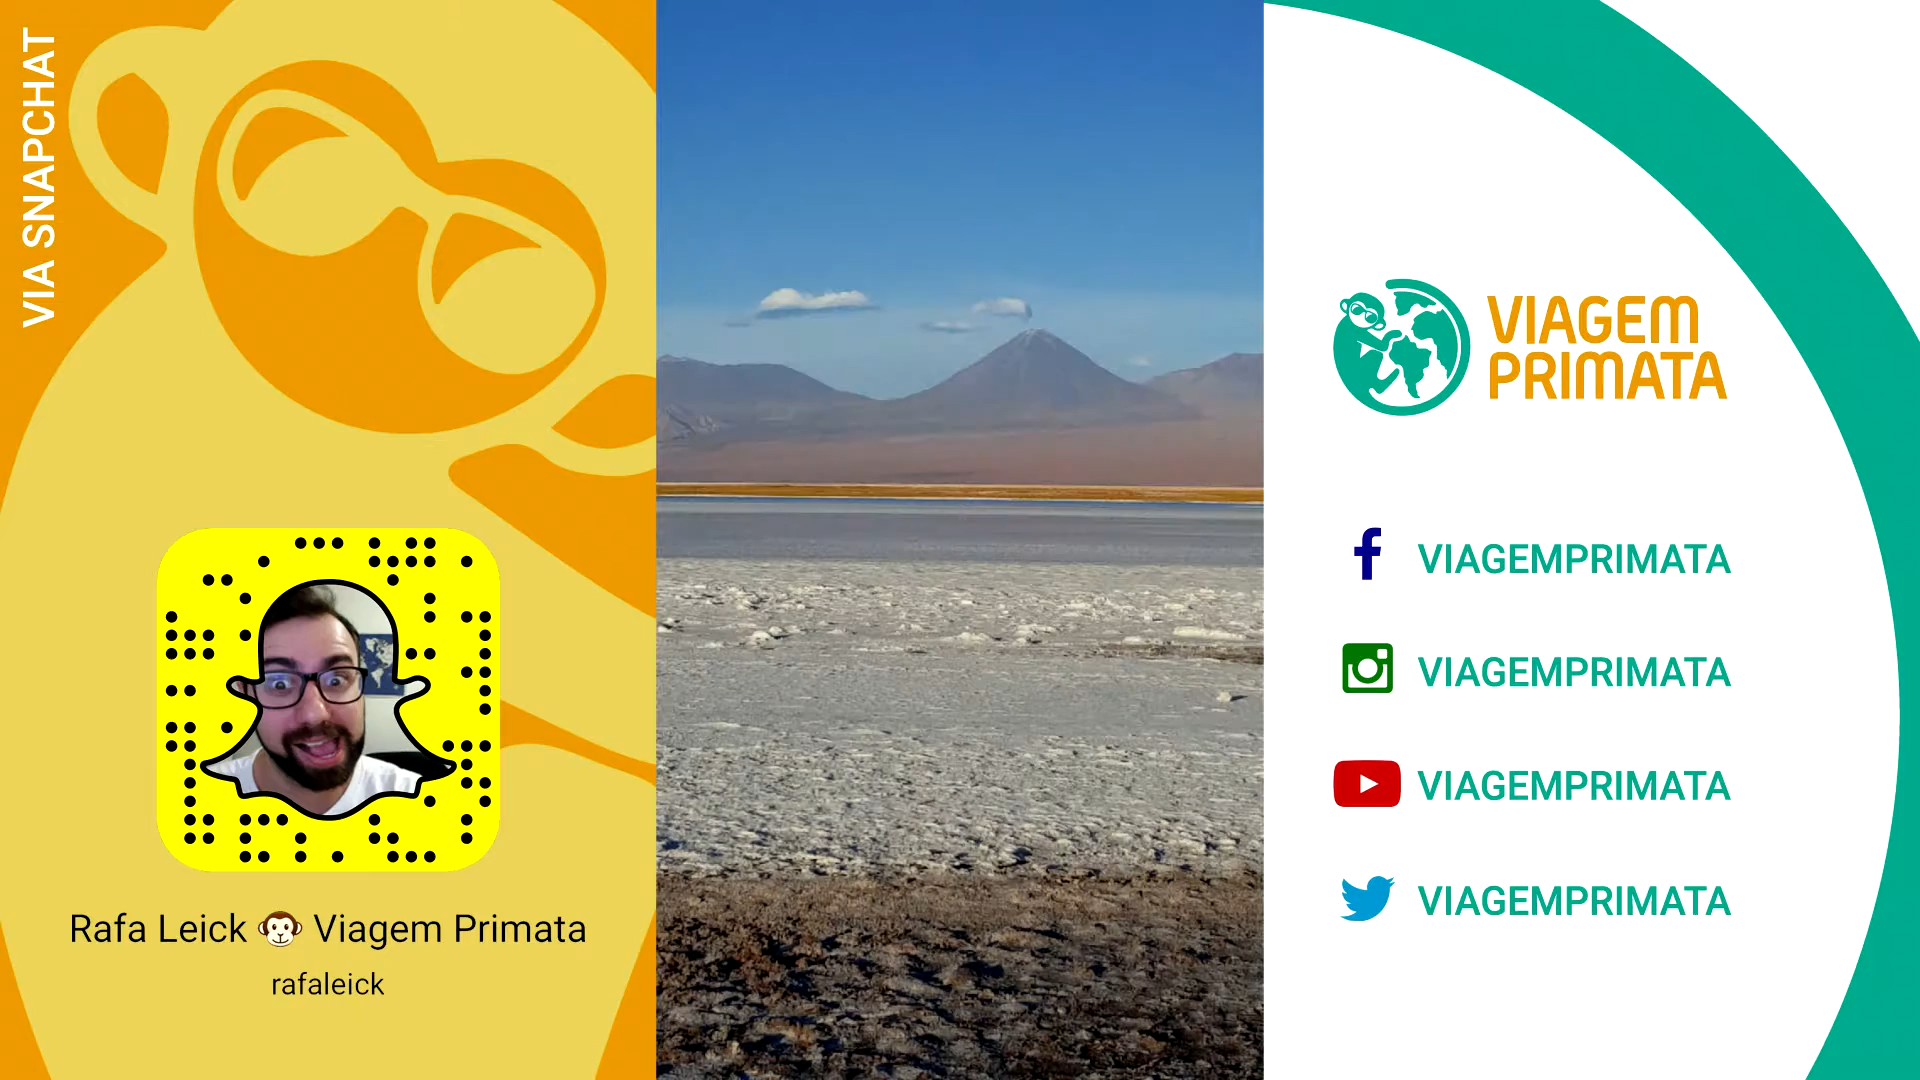 VIA SNAPCHAT
Rafa Leick 🐵 Viagem Primata
rafaleick
VIAGEM
PRIMATA
VIAGEMPRIMATA
VIAGEMPRIMATA
VIAGEMPRIMATA
VIAGEMPRIMATA